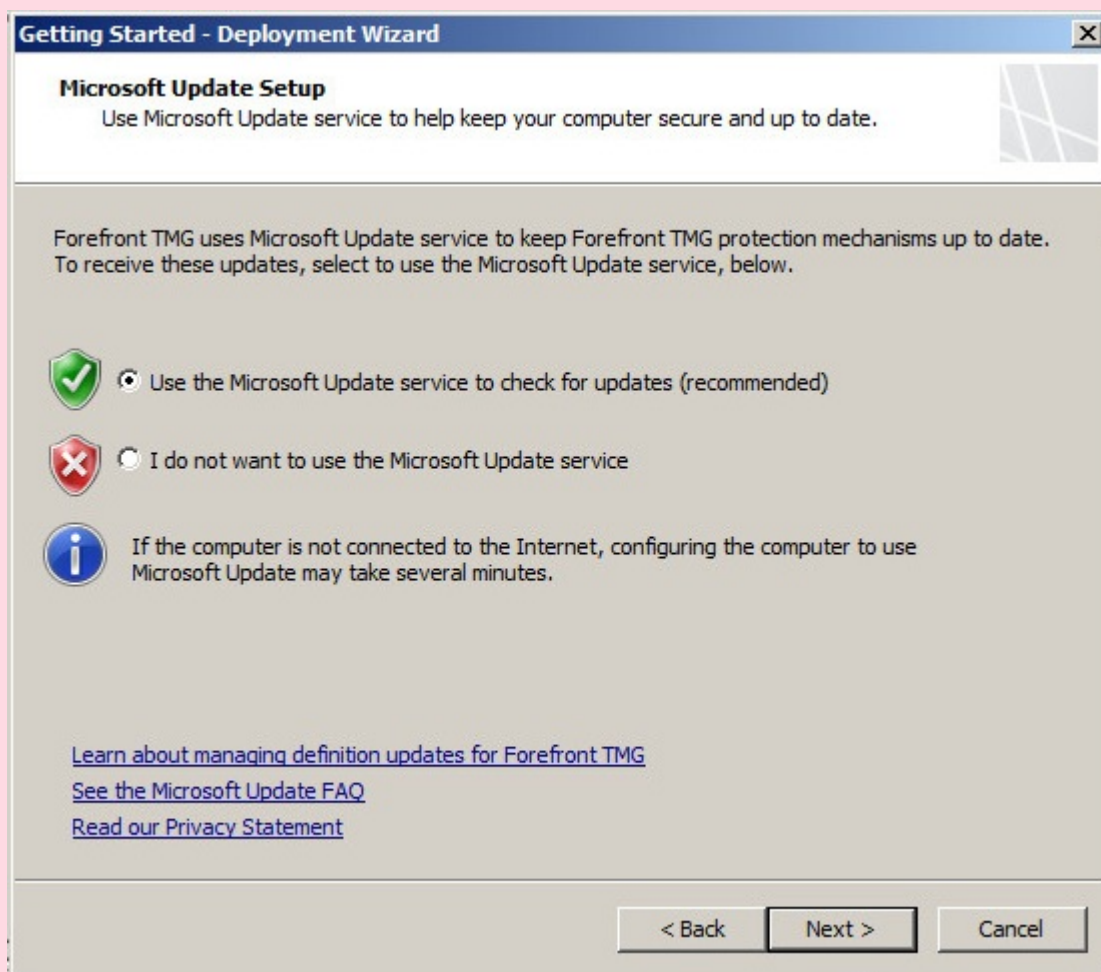 Getting Started - Deployment Wizard
Microsoft Update Setup
Use Microsoft Update service to help keep your computer secure and up to date.
Forefront TMG uses Microsoft Update service to keep Forefront TMG protection mechanisms up to date.
To receive these updates, select to use the Microsoft Update service, below.
Use the Microsoft Update service to check for updates (recommended)
I do not want to use the Microsoft Update service
If the computer is not connected to the Internet, configuring the computer to use
Microsoft Update may take several minutes.
Learn about managing definition updates for Forefront TMG
See the Microsoft Update FAQ
Read our Privacy Statement
< Back Next > Cancel